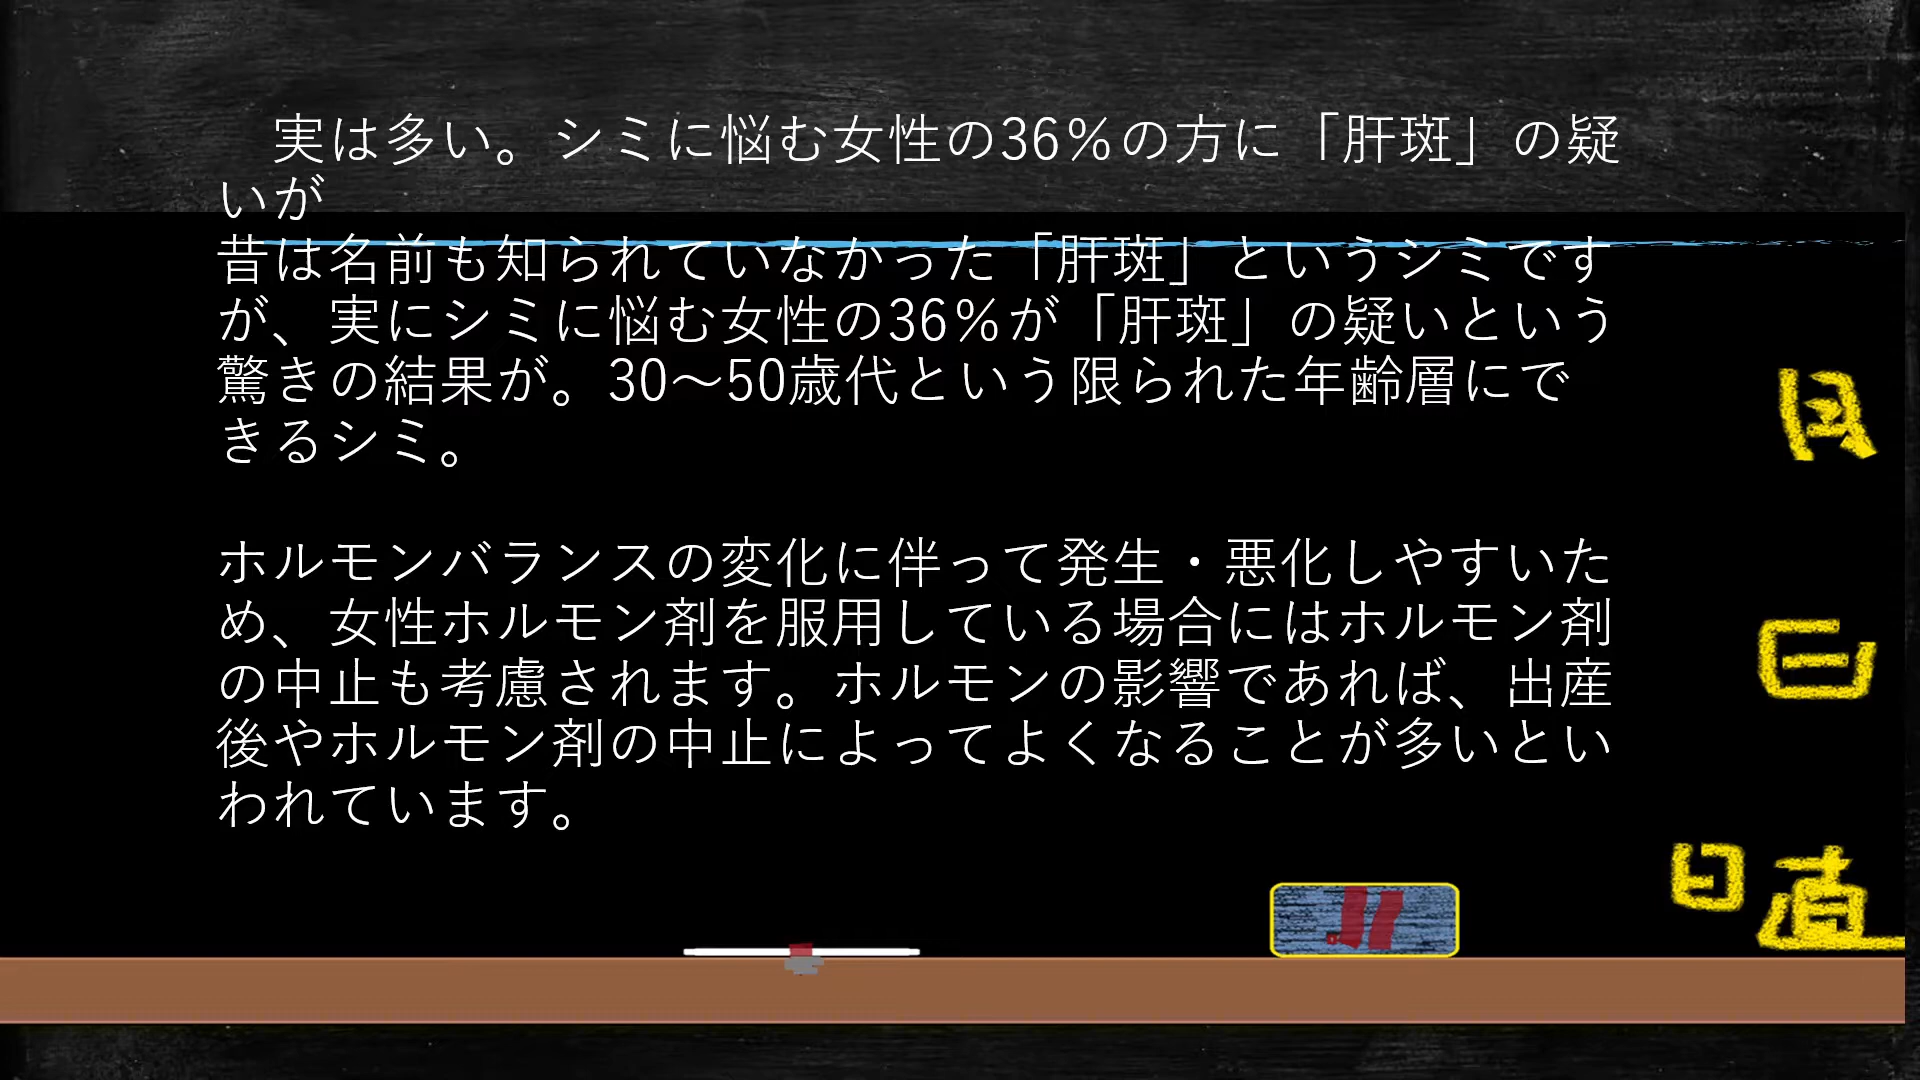 実は多い。シミに悩む女性の36％の方に「肝斑」の疑
いが
昔は名前も知られていなかった「肝斑」というシミです
が、実にシミに悩む女性の36％が「肝斑」の疑いという
驚きの結果が。30～50歳代という限られた年齢層にで
きるシミ。
ホルモンバランスの変化に伴って発生・悪化しやすいた
め、女性ホルモン剤を服用している場合にはホルモン剤
の中止も考慮されます。ホルモンの影響であれば、出産
後やホルモン剤の中止によってよくなることが多いとい
われています。
月
日
日直